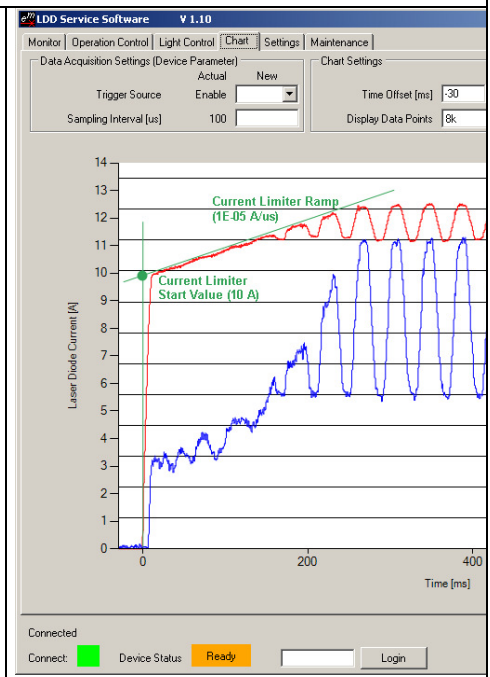 LDD Service Software V 1.10
Monitor Operation Control Light Control Chart Settings Maintenance
Data Acquisition Settings (Device Parameter)
Actual New
Trigger Source Enable
Sampling Interval [us] 100
Chart Settings
Time Offset [ms] -30
Display Data Points 8k
14
13
12
11
10
9
8
7
6
5
4
3
2
1
0
Laser Diode Current [A]
Current Limiter Ramp
(1E-05 A/us)
Current Limiter
Start Value (10 A)
0 200 400
Time [ms]
Connected
Connect: Device Status Ready Login